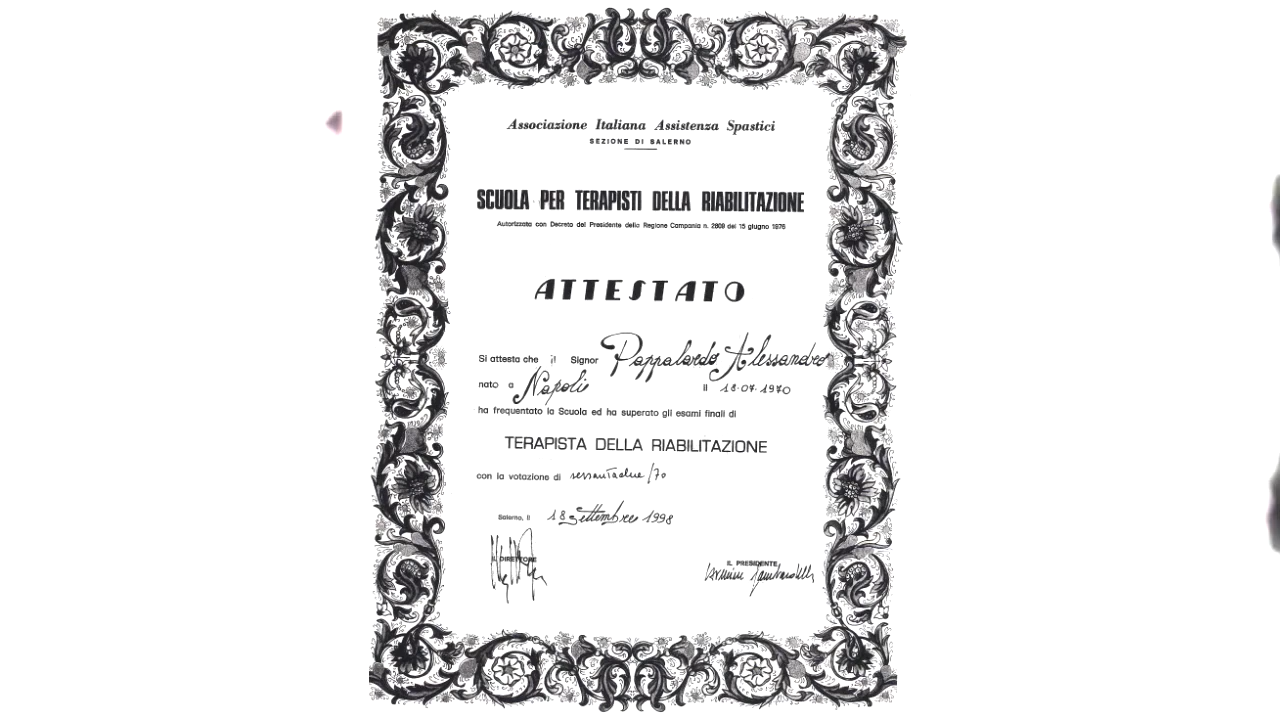 Associazione Italiana Assistenza Spastici
SEZIONE DI SALERNO
SCUOLA PER TERAPISTI DELLA RIABILITAZIONE
Autorizzata con Decreto del Presidente della Regione Campania n. 2609 del 15 giugno 1976
ATTESTATO
Si attesta che il Signor Pappalardo Alessandro
nato a Napoli il 18.07.1970
ha frequentato la Scuola ed ha superato gli esami finali di
TERAPISTA DELLA RIABILITAZIONE
con la votazione di sessantadue/70
Salerno, li 18 Settembre 1998
IL DIRETTORE
IL PRESIDENTE